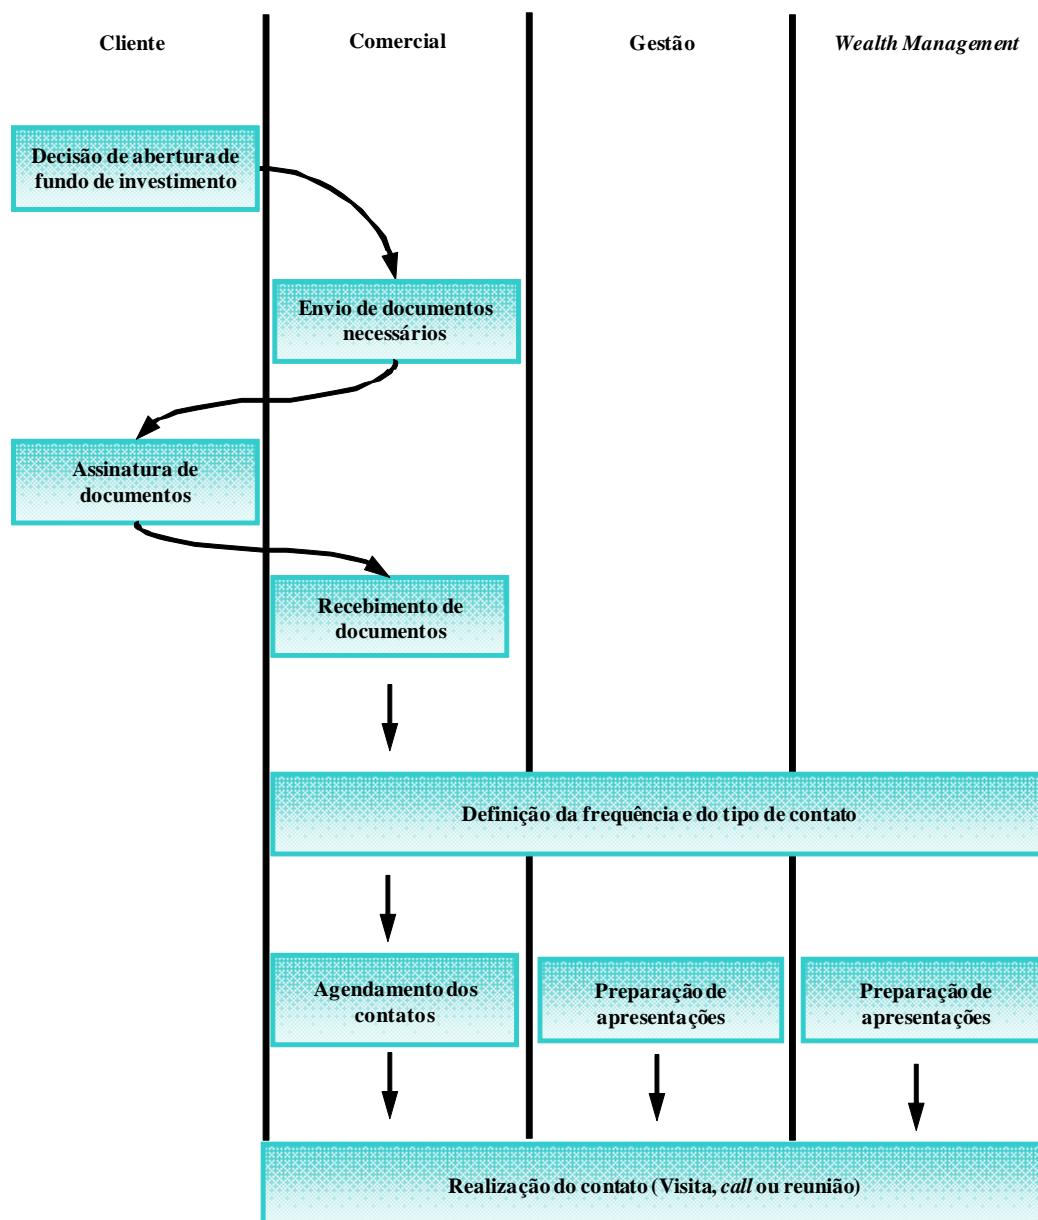 Cliente
Comercial
Gestão
Wealth Management
Decisão de abertura de
fundo de investimento
Envio de documentos
necessários
Assinatura de
documentos
Recebimento de
documentos
Definição da frequência e do tipo de contato
Agendamento dos
contatos
Preparação de
apresentações
Preparação de
apresentações
Realização do contato (Visita, call ou reunião)